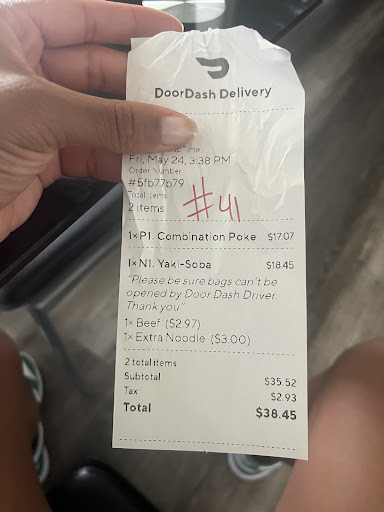 DoorDash Delivery
Fri, May 24, 3:38 PM
Order Number
#5fb77b79
Total items
2 items
#41
1×P1. Combination Poke $17.07
1×N1. Yaki-Soba $18.45
"Please be sure bags can't be
opened by Door Dash Driver.
Thank you"
1× Beef ($2.97)
1× Extra Noodle ($3.00)
2 total items
Subtotal $35.52
Tax $2.93
Total $38.45